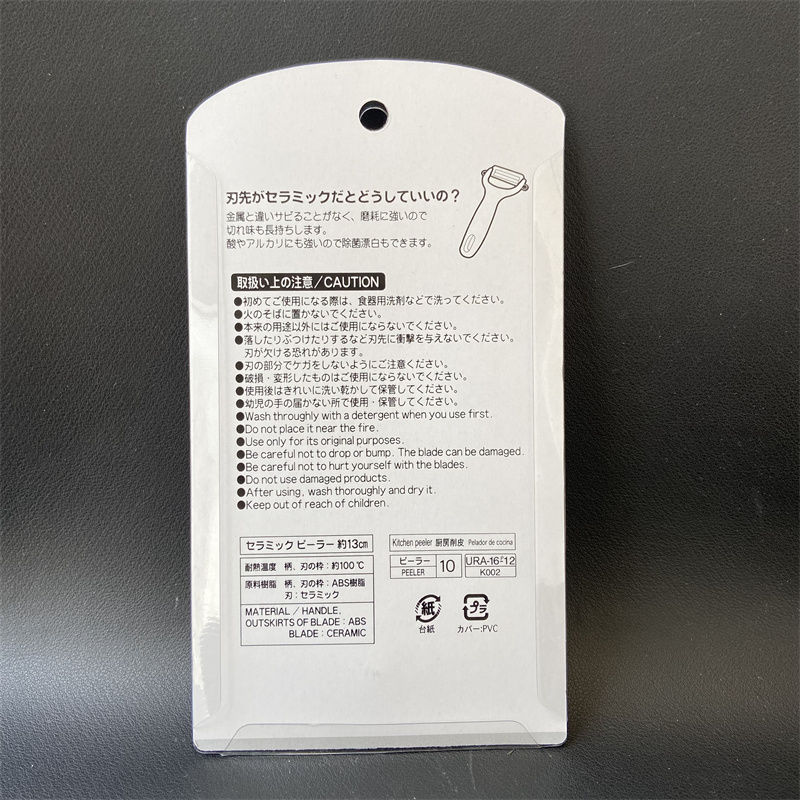 刃先がセラミックだとどうしていいの？
金属と違いサビることがなく、磨耗に強いので
切れ味も長持ちします。
酸やアルカリにも強いので除菌漂白もできます。
取扱い上の注意/CAUTION
●初めてご使用になる際は、食器用洗剤などで洗ってください。
●火のそばに置かないでください。
●本来の用途以外にはご使用にならないでください。
●落したりぶつけたりするなど刃先に衝撃を与えないでください。
刃が欠ける恐れがあります。
●刃の部分でケガをしないようにご注意ください。
●破損・変形したものはご使用にならないでください。
●使用後はきれいに洗い乾かして保管してください。
●幼児の手の届かない所で使用・保管してください。
●Wash throughly with a detergent when you use first.
●Do not place it near the fire.
●Use only for its original purposes.
●Be careful not to drop or bump. The blade can be damaged.
●Be careful not to hurt yourself with the blades.
●Do not use damaged products.
●After using, wash thoroughly and dry it.
●Keep out of reach of children.
セラミック ピーラー 約13cm
耐熱温度 柄、刃の枠：約100℃
原料樹脂 柄、刃の枠：ABS樹脂
刃：セラミック
MATERIAL / HANDLE,
OUTSKIRTS OF BLADE : ABS
BLADE : CERAMIC
Kitchen peeler 厨房削皮 Pelador de cocina
ピーラー
PEELER
10
URA-16 12
K002
紙
台紙
プラ
カバー:PVC